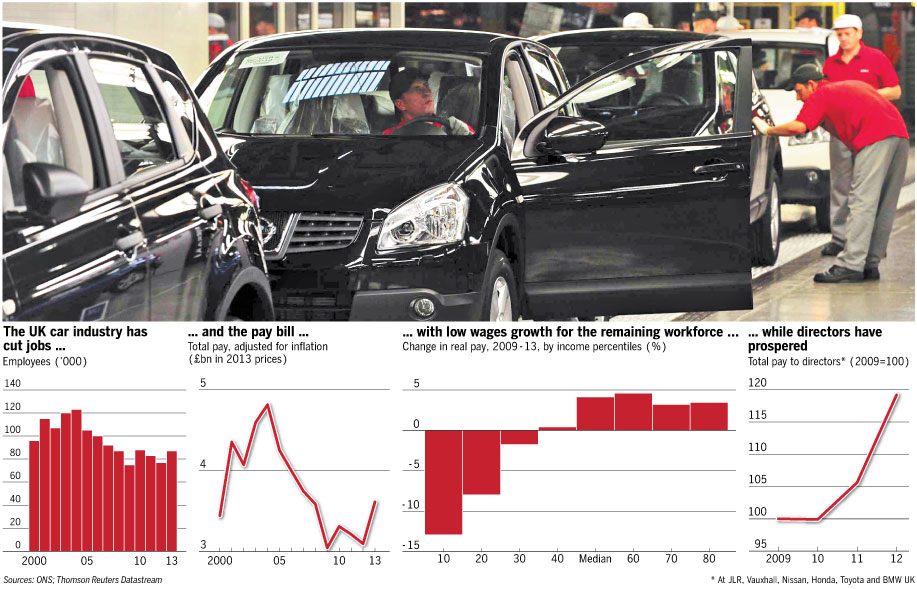 The UK car industry has
cut jobs ...
Employees (`000)
140
120
100
80
60
40
20
0
2000
05
10
13
... and the pay bill ...
Total pay, adjusted for inflation
(£bn in 2013 prices)
5
4
3
2000
05
10
13
... with low wages growth for the remaining workforce ...
Change in real pay, 2009-13, by income percentiles (%)
5
0
-5
-10
-15
10
20
30
40
Median
60
70
80
... while directors have
prospered
Total pay to directors* (2009=100)
120
115
110
105
100
95
2009
10
11
12
Sources: ONS; Thomson Reuters Datastream
* At JLR, Vauxhall, Nissan, Honda, Toyota and BMW UK